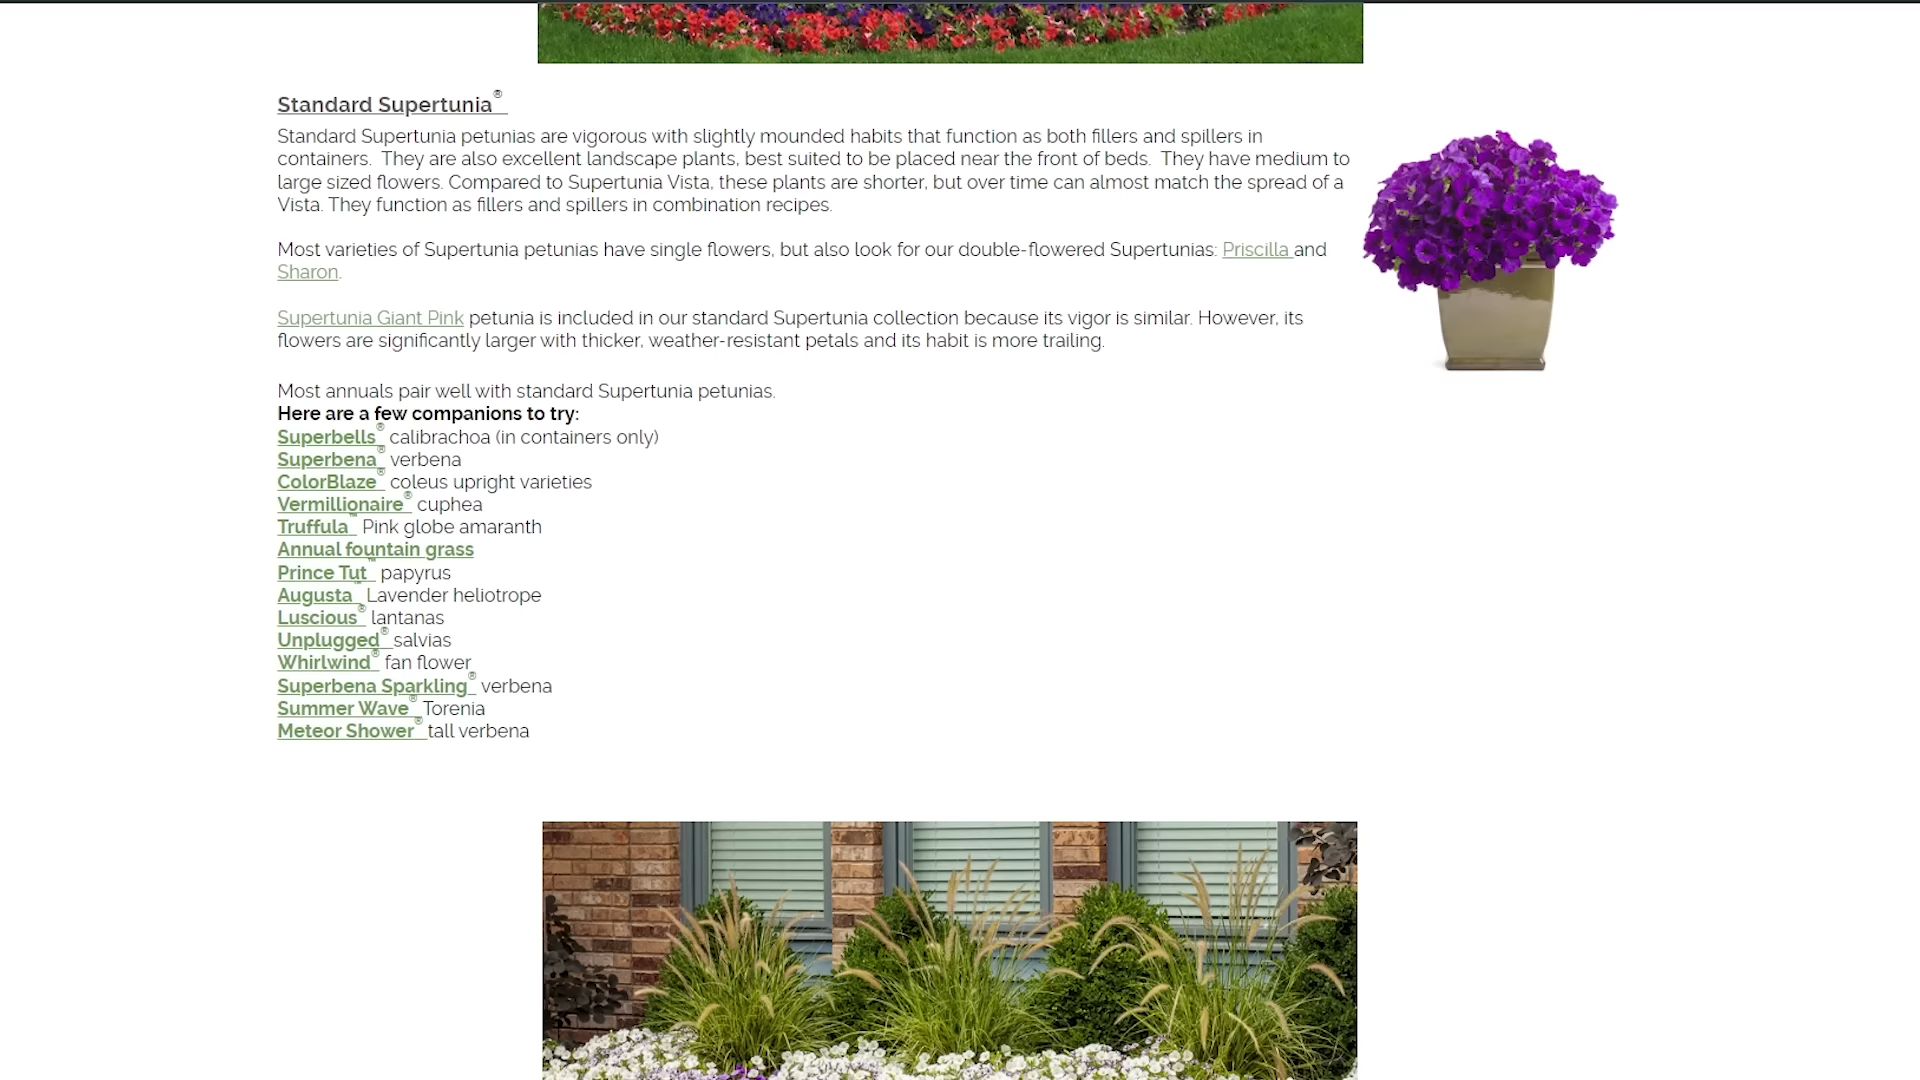 Standard Supertunia®
Standard Supertunia petunias are vigorous with slightly mounded habits that function as both fillers and spillers in
containers.  They are also excellent landscape plants, best suited to be placed near the front of beds.  They have medium to
large sized flowers. Compared to Supertunia Vista, these plants are shorter, but over time can almost match the spread of a
Vista. They function as fillers and spillers in combination recipes.
Most varieties of Supertunia petunias have single flowers, but also look for our double-flowered Supertunias: Priscilla and
Sharon.
Supertunia Giant Pink petunia is included in our standard Supertunia collection because its vigor is similar. However, its
flowers are significantly larger with thicker, weather-resistant petals and its habit is more trailing.
Most annuals pair well with standard Supertunia petunias.
Here are a few companions to try:
Superbells® calibrachoa (in containers only)
Superbena® verbena
ColorBlaze® coleus upright varieties
Vermillionaire® cuphea
Truffula™ Pink globe amaranth
Annual fountain grass
Prince Tut™ papyrus
Augusta™ Lavender heliotrope
Luscious® lantanas
Unplugged® salvias
Whirlwind® fan flower
Superbena Sparkling® verbena
Summer Wave® Torenia
Meteor Shower® tall verbena